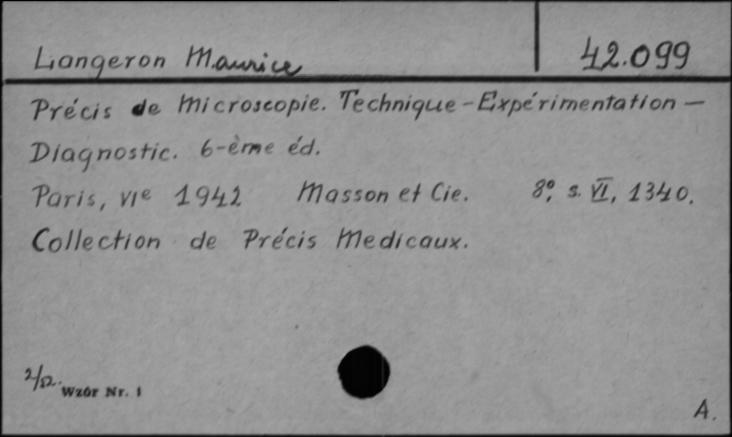 Langeron Maurice 42.099
Précis de Microscopie. Technique - Expérimentation -
Diagnostic. 6-ème éd.
Paris, VIe 1942 Masson et Cie. 8°, s. VI, 1340.
Collection de Précis Medicaux.
2/52. Wzór Nr. 1
A.